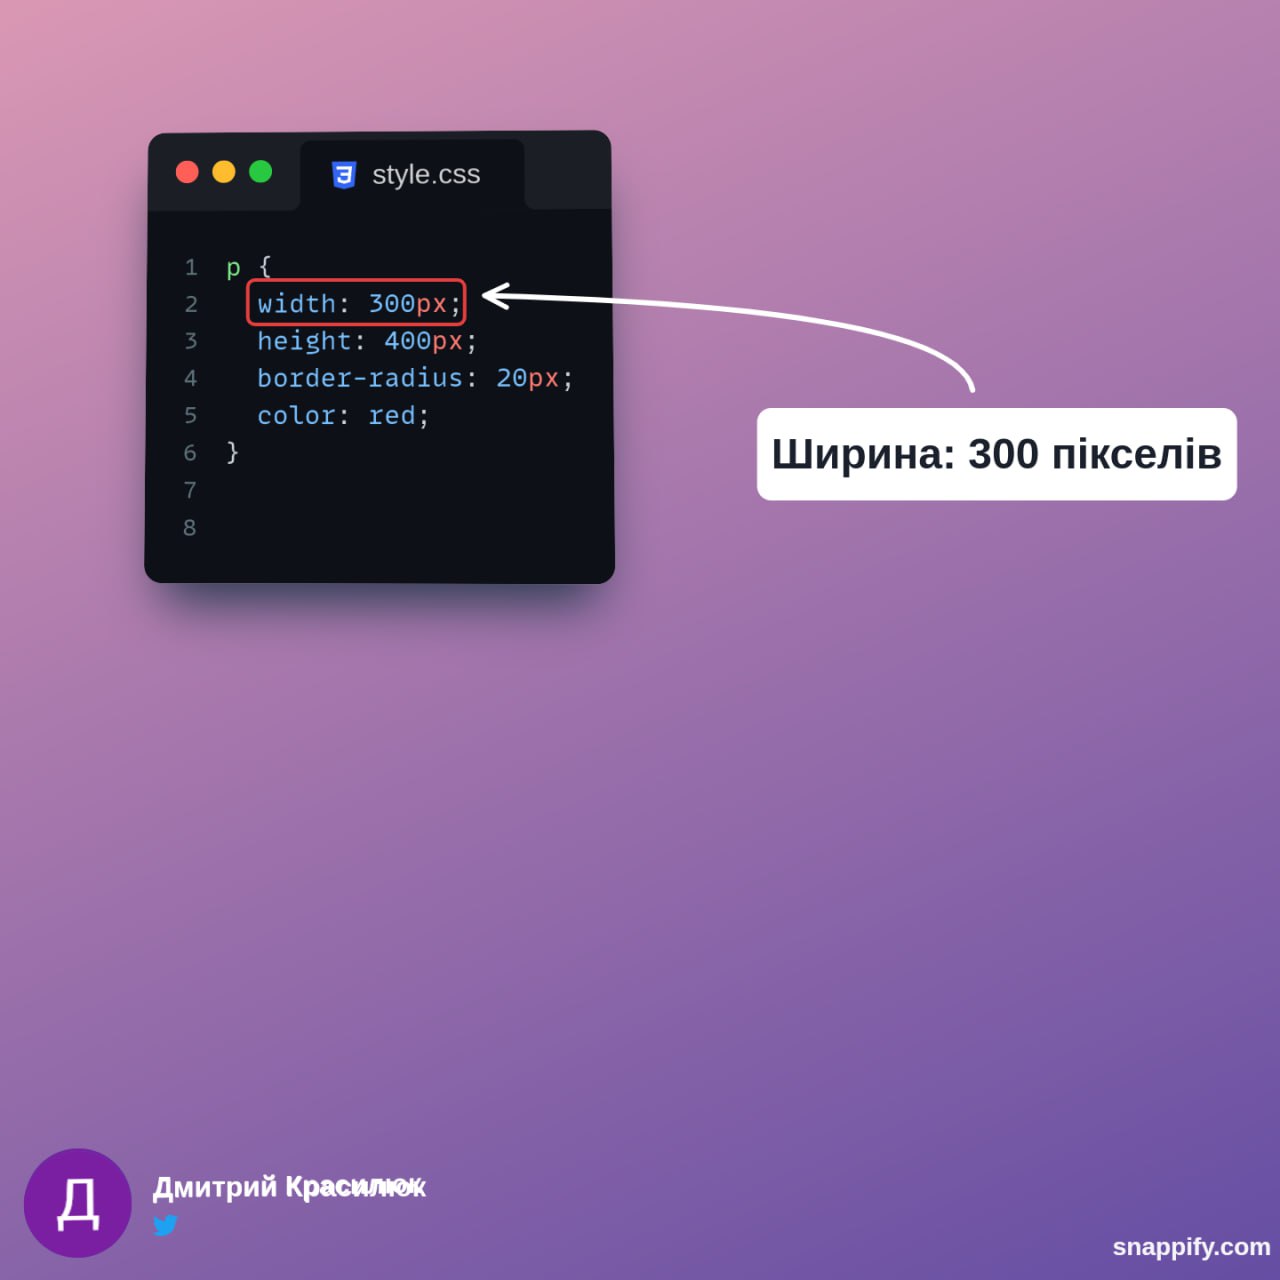 style.css
1 p {
2 width: 300px;
3 height: 400px;
4 border-radius: 20px;
5 color: red;
6 }
7
8
Ширина: 300 пікселів
Д
Дмитрий Красилюк
snappify.com